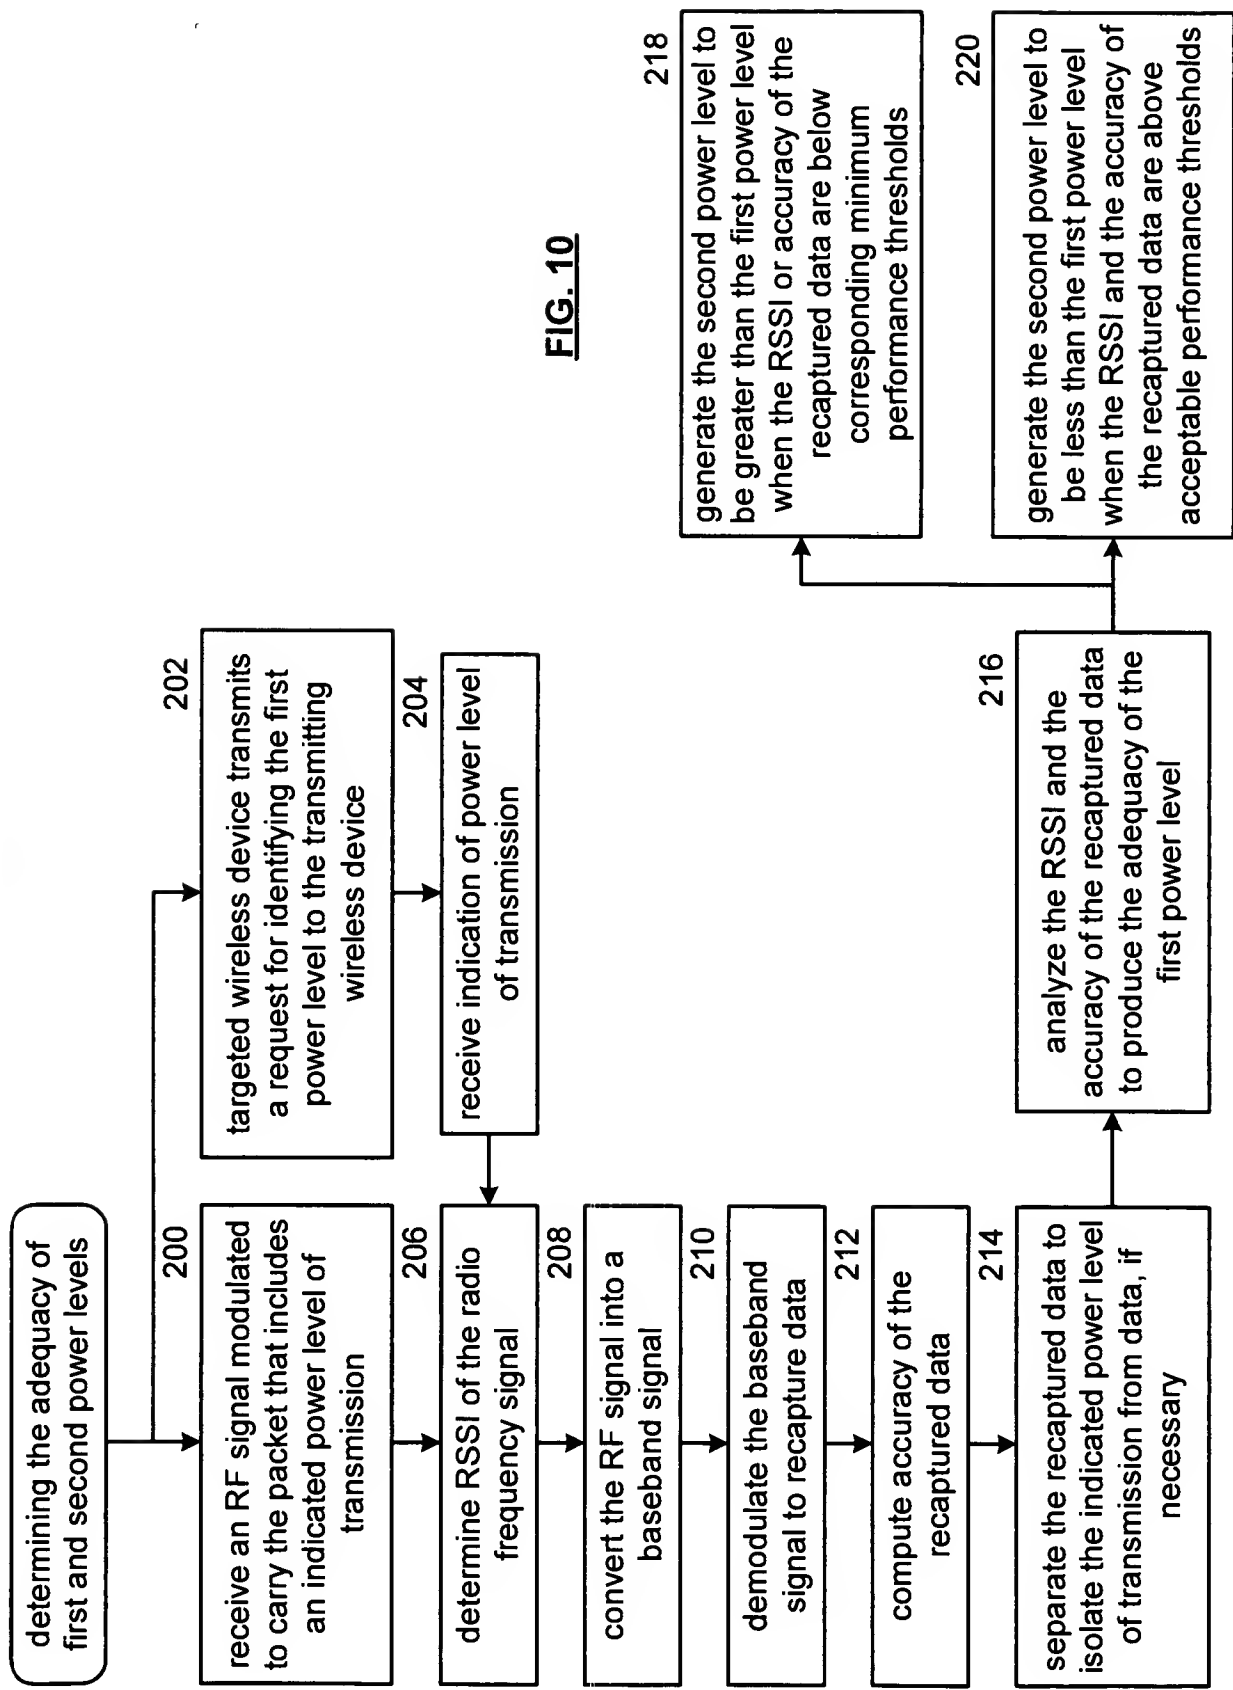 determining the adequacy of
first and second power levels
200
receive an RF signal modulated
to carry the packet that includes
an indicated power level of
transmission
202
targeted wireless device transmits
a request for identifying the first
power level to the transmitting
wireless device
204
receive indication of power level
of transmission
206
determine RSSI of the radio
frequency signal
208
convert the RF signal into a
baseband signal
210
demodulate the baseband
signal to recapture data
212
compute accuracy of the
recaptured data
214
separate the recaptured data to
isolate the indicated power level
of transmission from data, if
necessary
216
analyze the RSSI and the
accuracy of the recaptured data
to produce the adequacy of the
first power level
218
generate the second power level to
be greater than the first power level
when the RSSI or accuracy of the
recaptured data are below
corresponding minimum
performance thresholds
220
generate the second power level to
be less than the first power level
when the RSSI and the accuracy of
the recaptured data are above
acceptable performance thresholds
FIG. 10